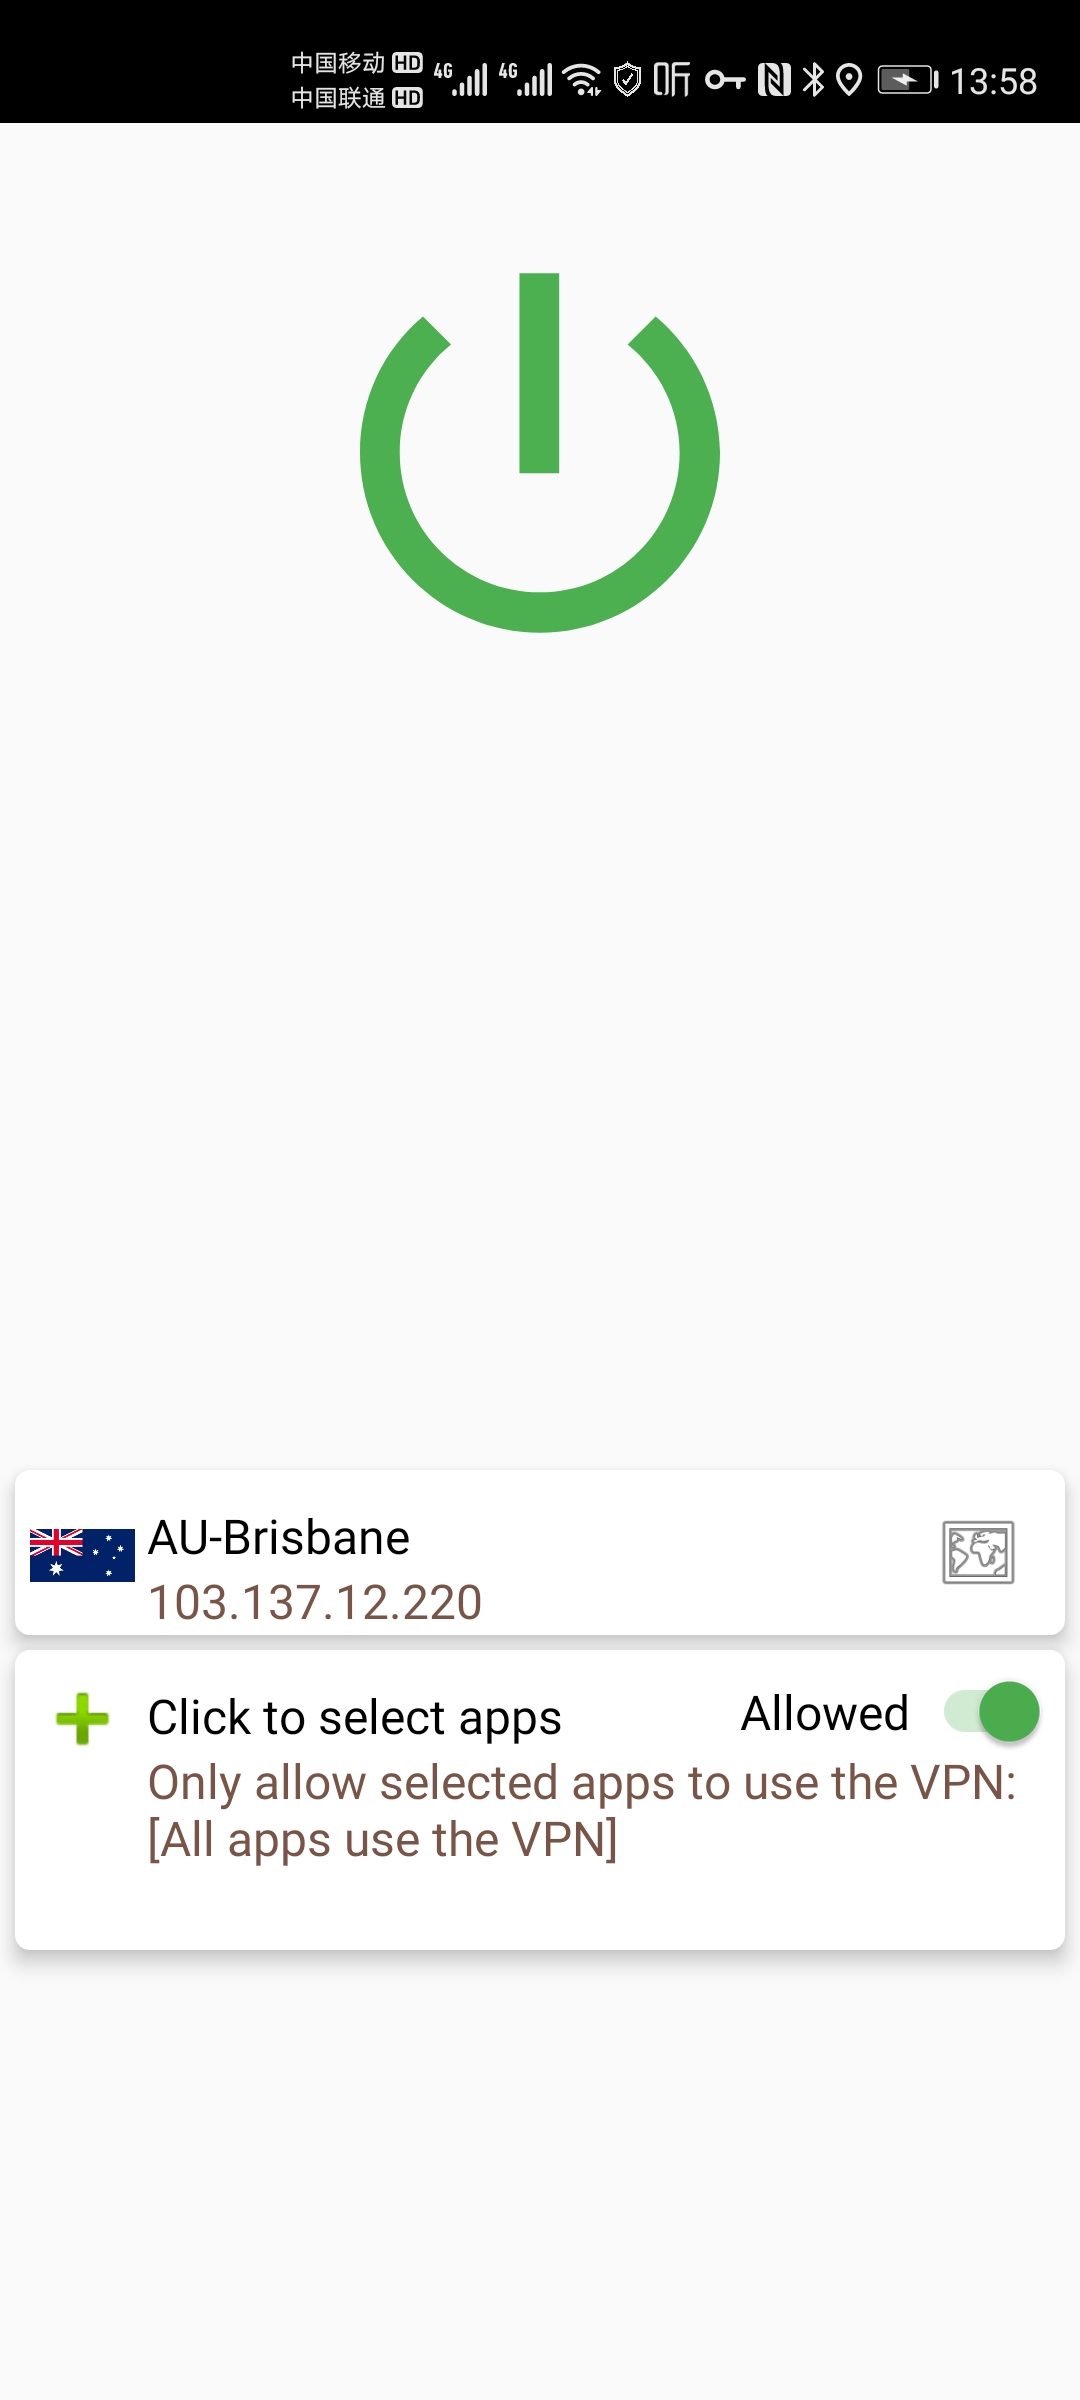 中国移动 HD
中国联通 HD
4G 4G 听 13:58
AU-Brisbane
103.137.12.220
Click to select apps Allowed
Only allow selected apps to use the VPN:
[All apps use the VPN]